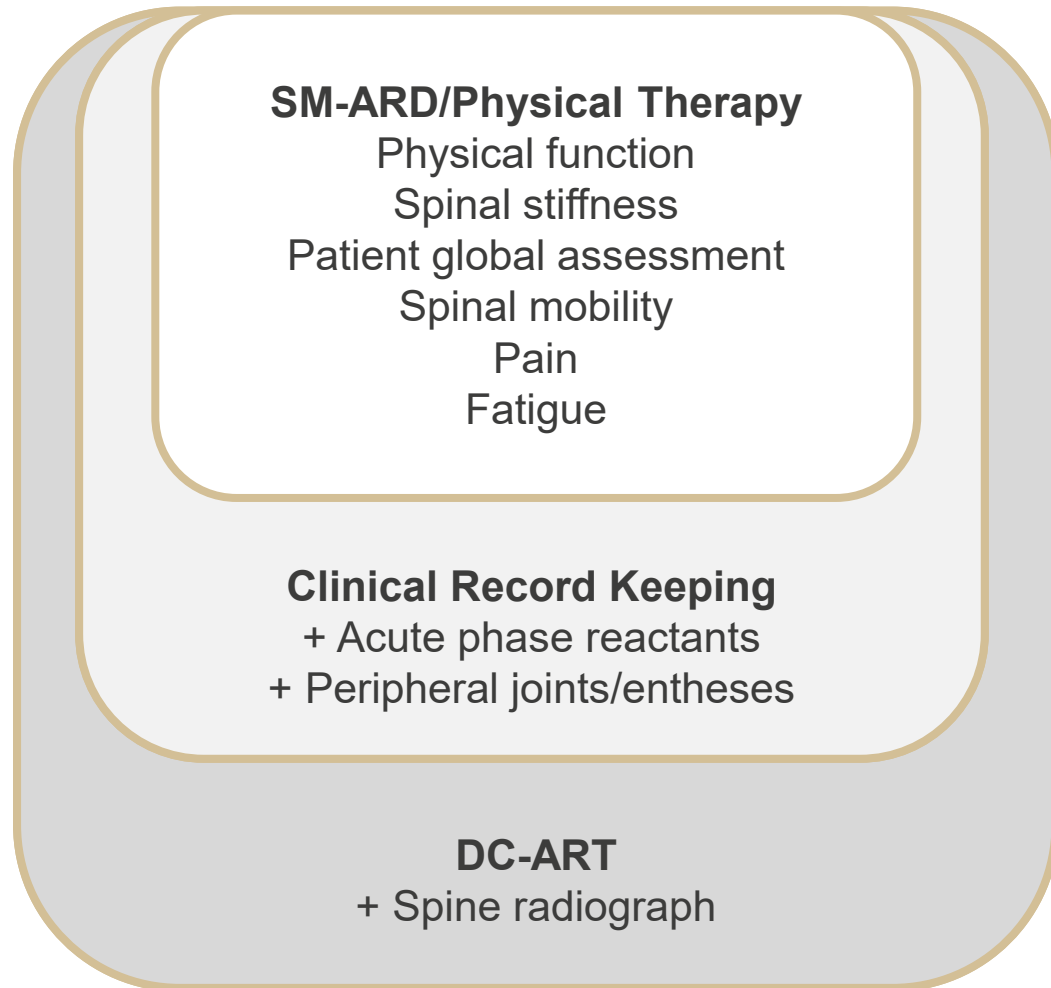 SM-ARD/Physical Therapy
Physical function
Spinal stiffness
Patient global assessment
Spinal mobility
Pain
Fatigue
Clinical Record Keeping
+ Acute phase reactants
+ Peripheral joints/entheses
DC-ART
+ Spine radiograph